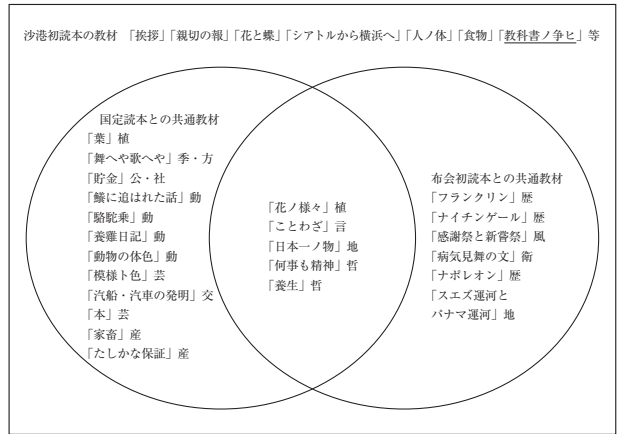 沙港初読本の教材 「挨拶」「親切の報」「花と蝶」「シアトルから横浜へ」「人ノ体」「食物」「教科書ノ争ヒ」等
国定読本との共通教材
「葉」植
「舞へや歌へや」季・方
「貯金」公・社
「鱶に追はれた話」動
「駱駝乗」動
「養雞日記」動
「動物の体色」動
「模様ト色」芸
「汽船・汽車の発明」交
「本」芸
「家畜」産
「たしかな保証」産
「花ノ様々」植
「ことわざ」言
「日本一ノ物」地
「何事も精神」哲
「養生」哲
布会初読本との共通教材
「フランクリン」歴
「ナイチンゲール」歴
「感謝祭と新嘗祭」風
「病気見舞の文」衛
「ナポレオン」歴
「スエズ運河と
パナマ運河」地